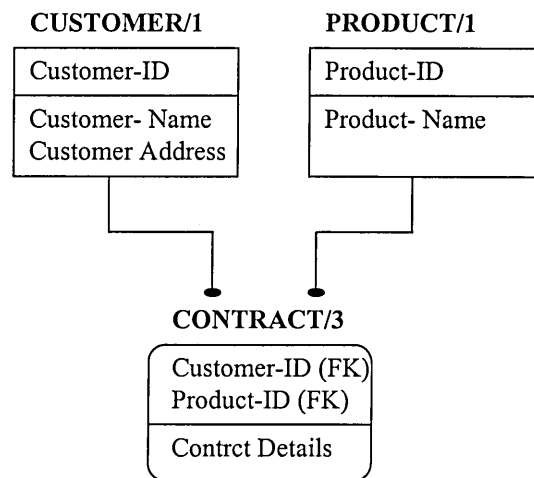 CUSTOMER/1
Customer-ID
Customer- Name
Customer Address
PRODUCT/1
Product-ID
Product- Name
CONTRACT/3
Customer-ID (FK)
Product-ID (FK)
Contrct Details